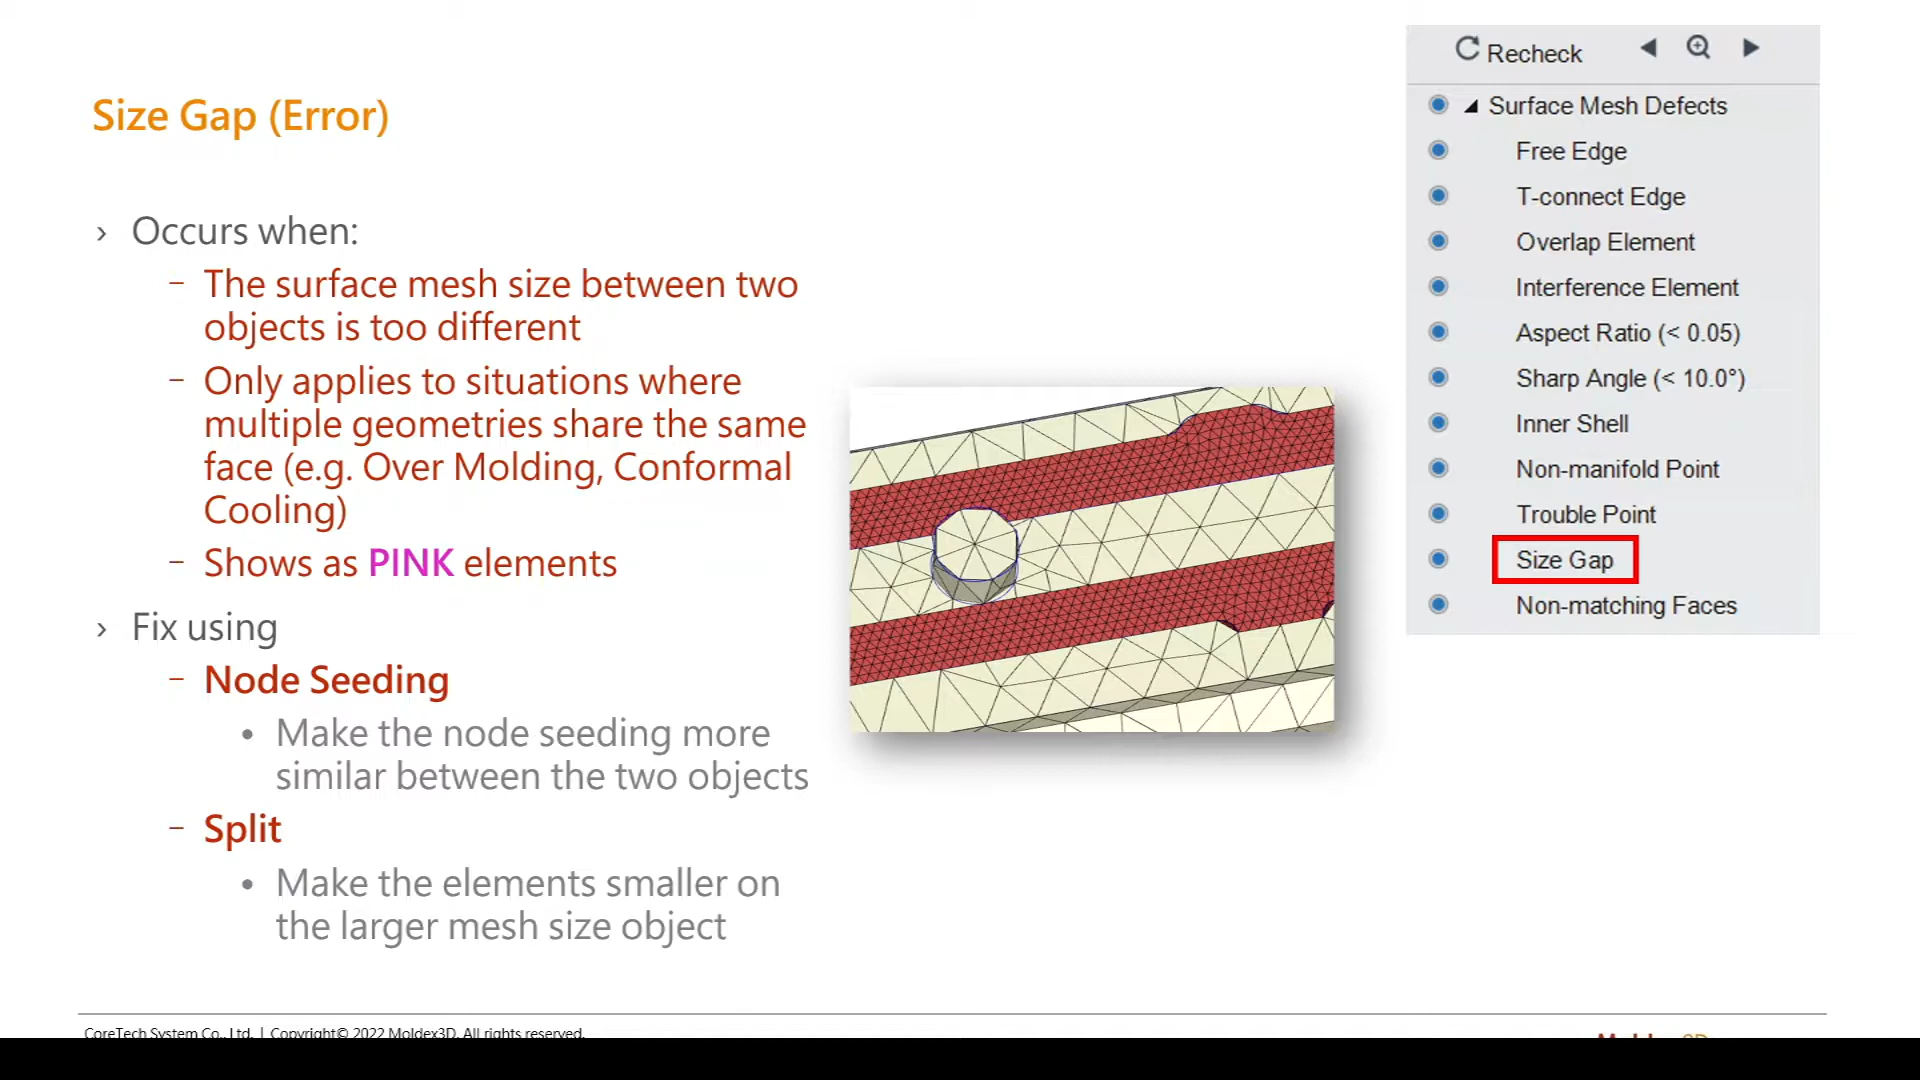 Size Gap (Error)
› Occurs when:
– The surface mesh size between two
objects is too different
– Only applies to situations where
multiple geometries share the same
face (e.g. Over Molding, Conformal
Cooling)
– Shows as PINK elements
› Fix using
– Node Seeding
• Make the node seeding more
similar between the two objects
– Split
• Make the elements smaller on
the larger mesh size object
Recheck
Surface Mesh Defects
Free Edge
T-connect Edge
Overlap Element
Interference Element
Aspect Ratio (< 0.05)
Sharp Angle (< 10.0°)
Inner Shell
Non-manifold Point
Trouble Point
Size Gap
Non-matching Faces
CoreTech System Co., Ltd. | Copyright© 2022 Moldex3D. All rights reserved.